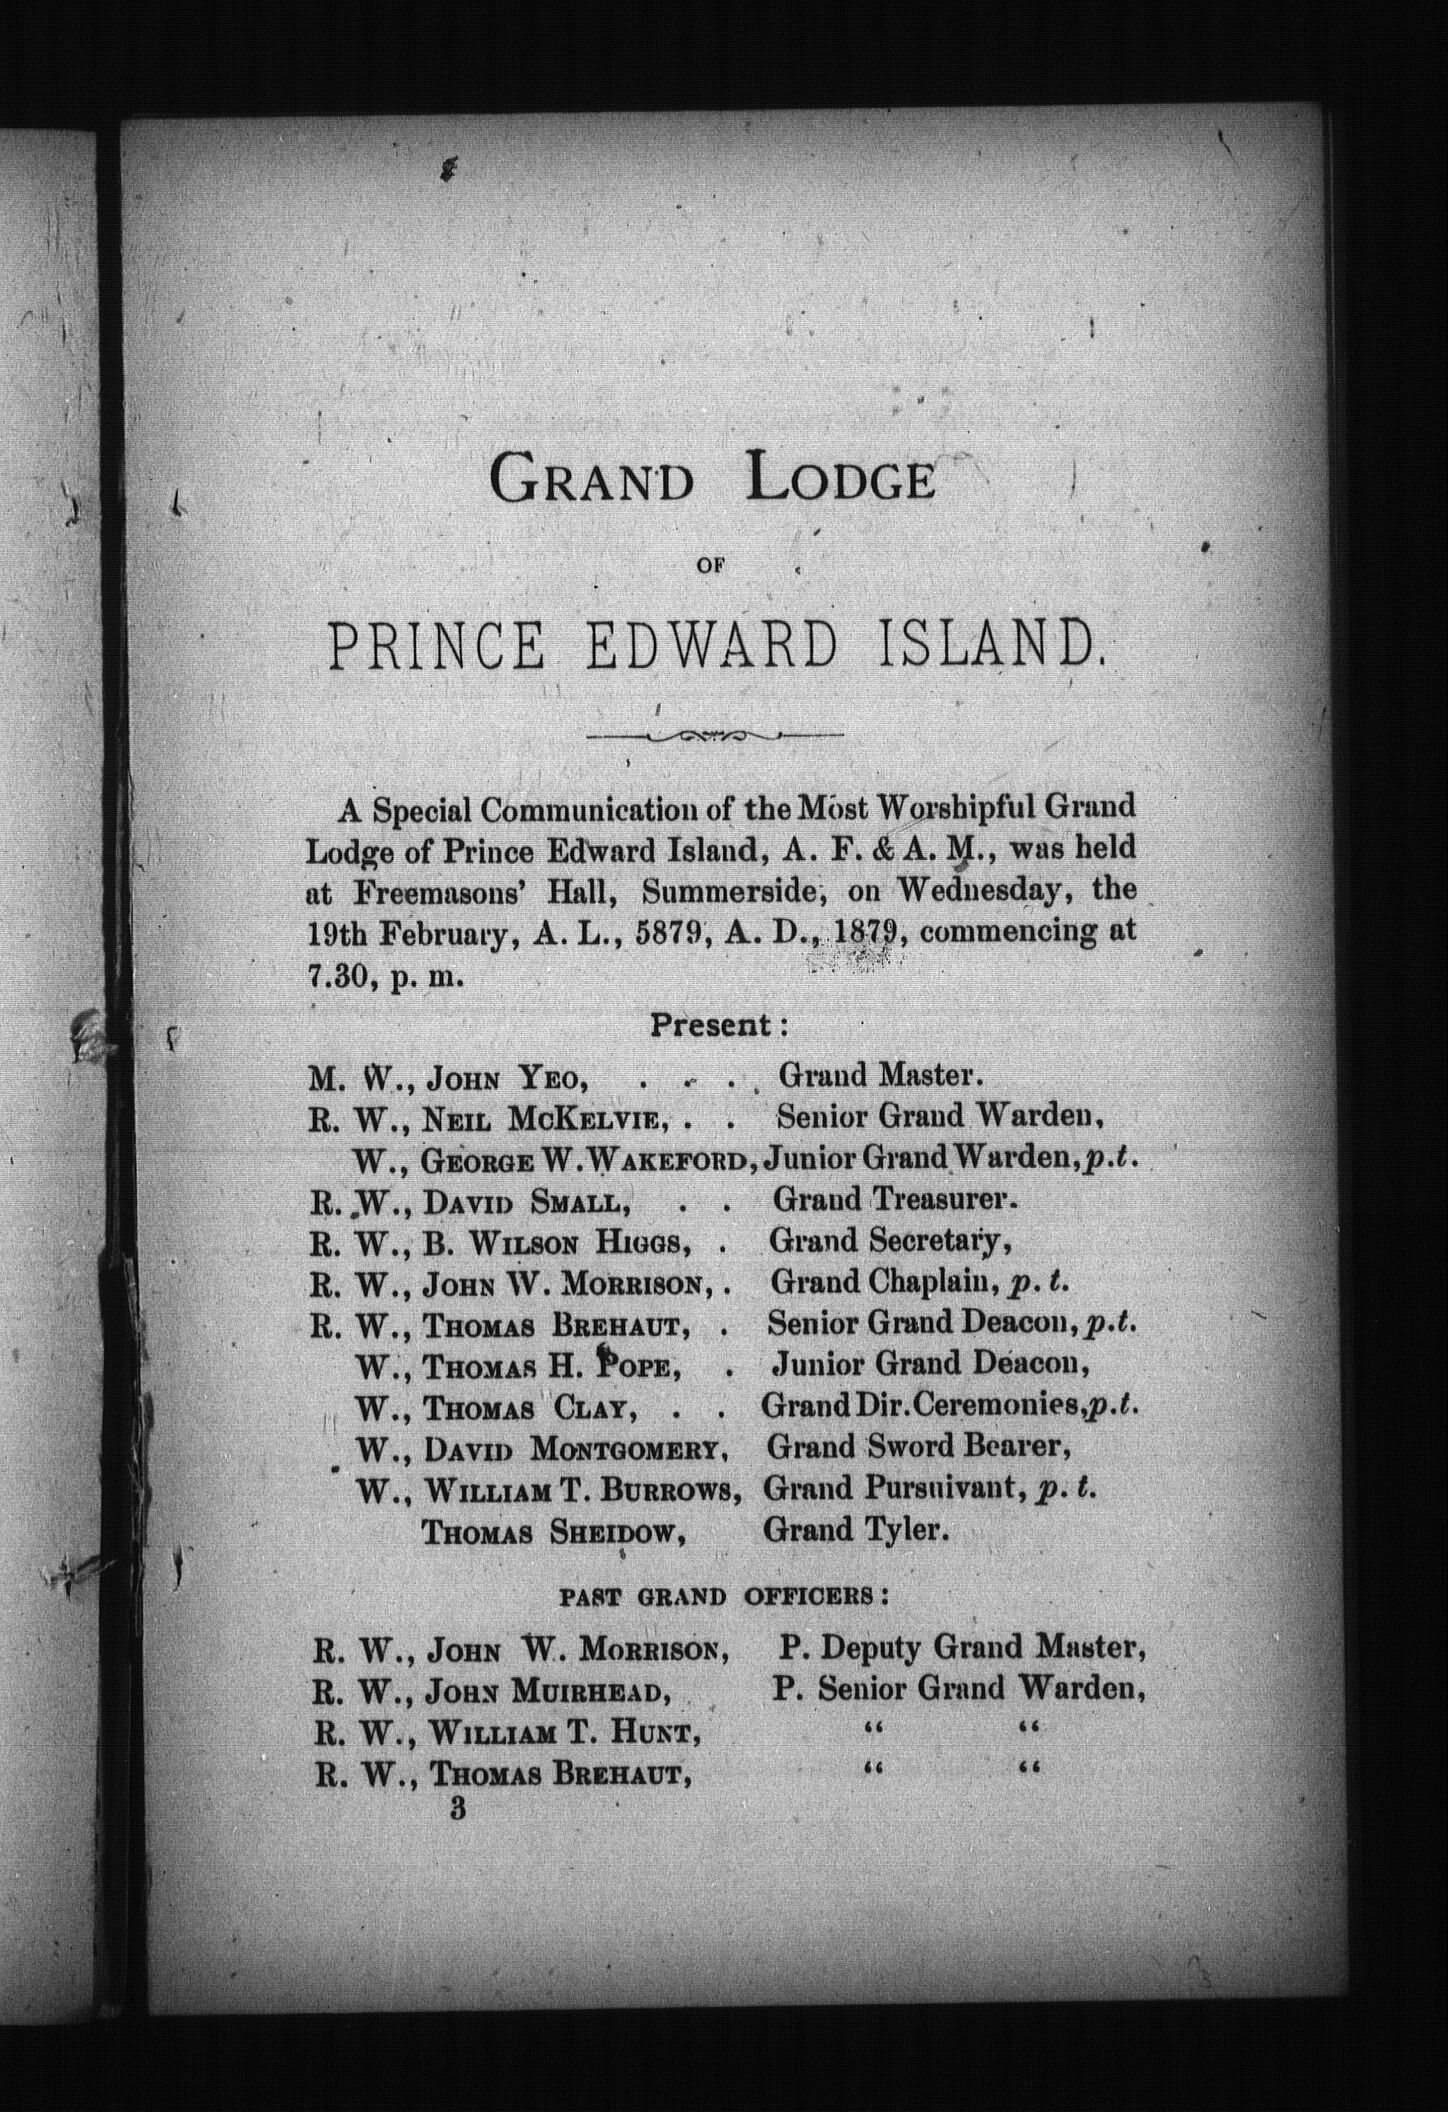 GRAND LODGE
OF
PRINCE EDWARD ISLAND.
A Special Communication of the Most Worshipful Grand
Lodge of Prince Edward Island, A. F. & A. M., was held
at Freemasons' Hall, Summerside, on Wednesday, the
19th February, A. L., 5879, A. D., 1879, commencing at
7.30, p. m.
Present:
M. W., JOHN YEO, . . . Grand Master.
R. W., NEIL MCKELVIE, . . Senior Grand Warden,
W., GEORGE W. WAKEFORD, Junior Grand Warden, p.t.
R. W., DAVID SMALL, . . Grand Treasurer.
R. W., B. WILSON HIGGS, . Grand Secretary,
R. W., JOHN W. MORRISON, . Grand Chaplain, p. t.
R. W., THOMAS BREHAUT, . Senior Grand Deacon, p.t.
W., THOMAS H. POPE, . Junior Grand Deacon,
W., THOMAS CLAY, . . Grand Dir. Ceremonies, p.t.
W., DAVID MONTGOMERY, Grand Sword Bearer,
W., WILLIAM T. BURROWS, Grand Pursuivant, p. t.
THOMAS SHEIDOW, Grand Tyler.
PAST GRAND OFFICERS:
R. W., JOHN W. MORRISON, P. Deputy Grand Master,
R. W., JOHN MUIRHEAD, P. Senior Grand Warden,
R. W., WILLIAM T. HUNT, “ “
R. W., THOMAS BREHAUT, “ “
3